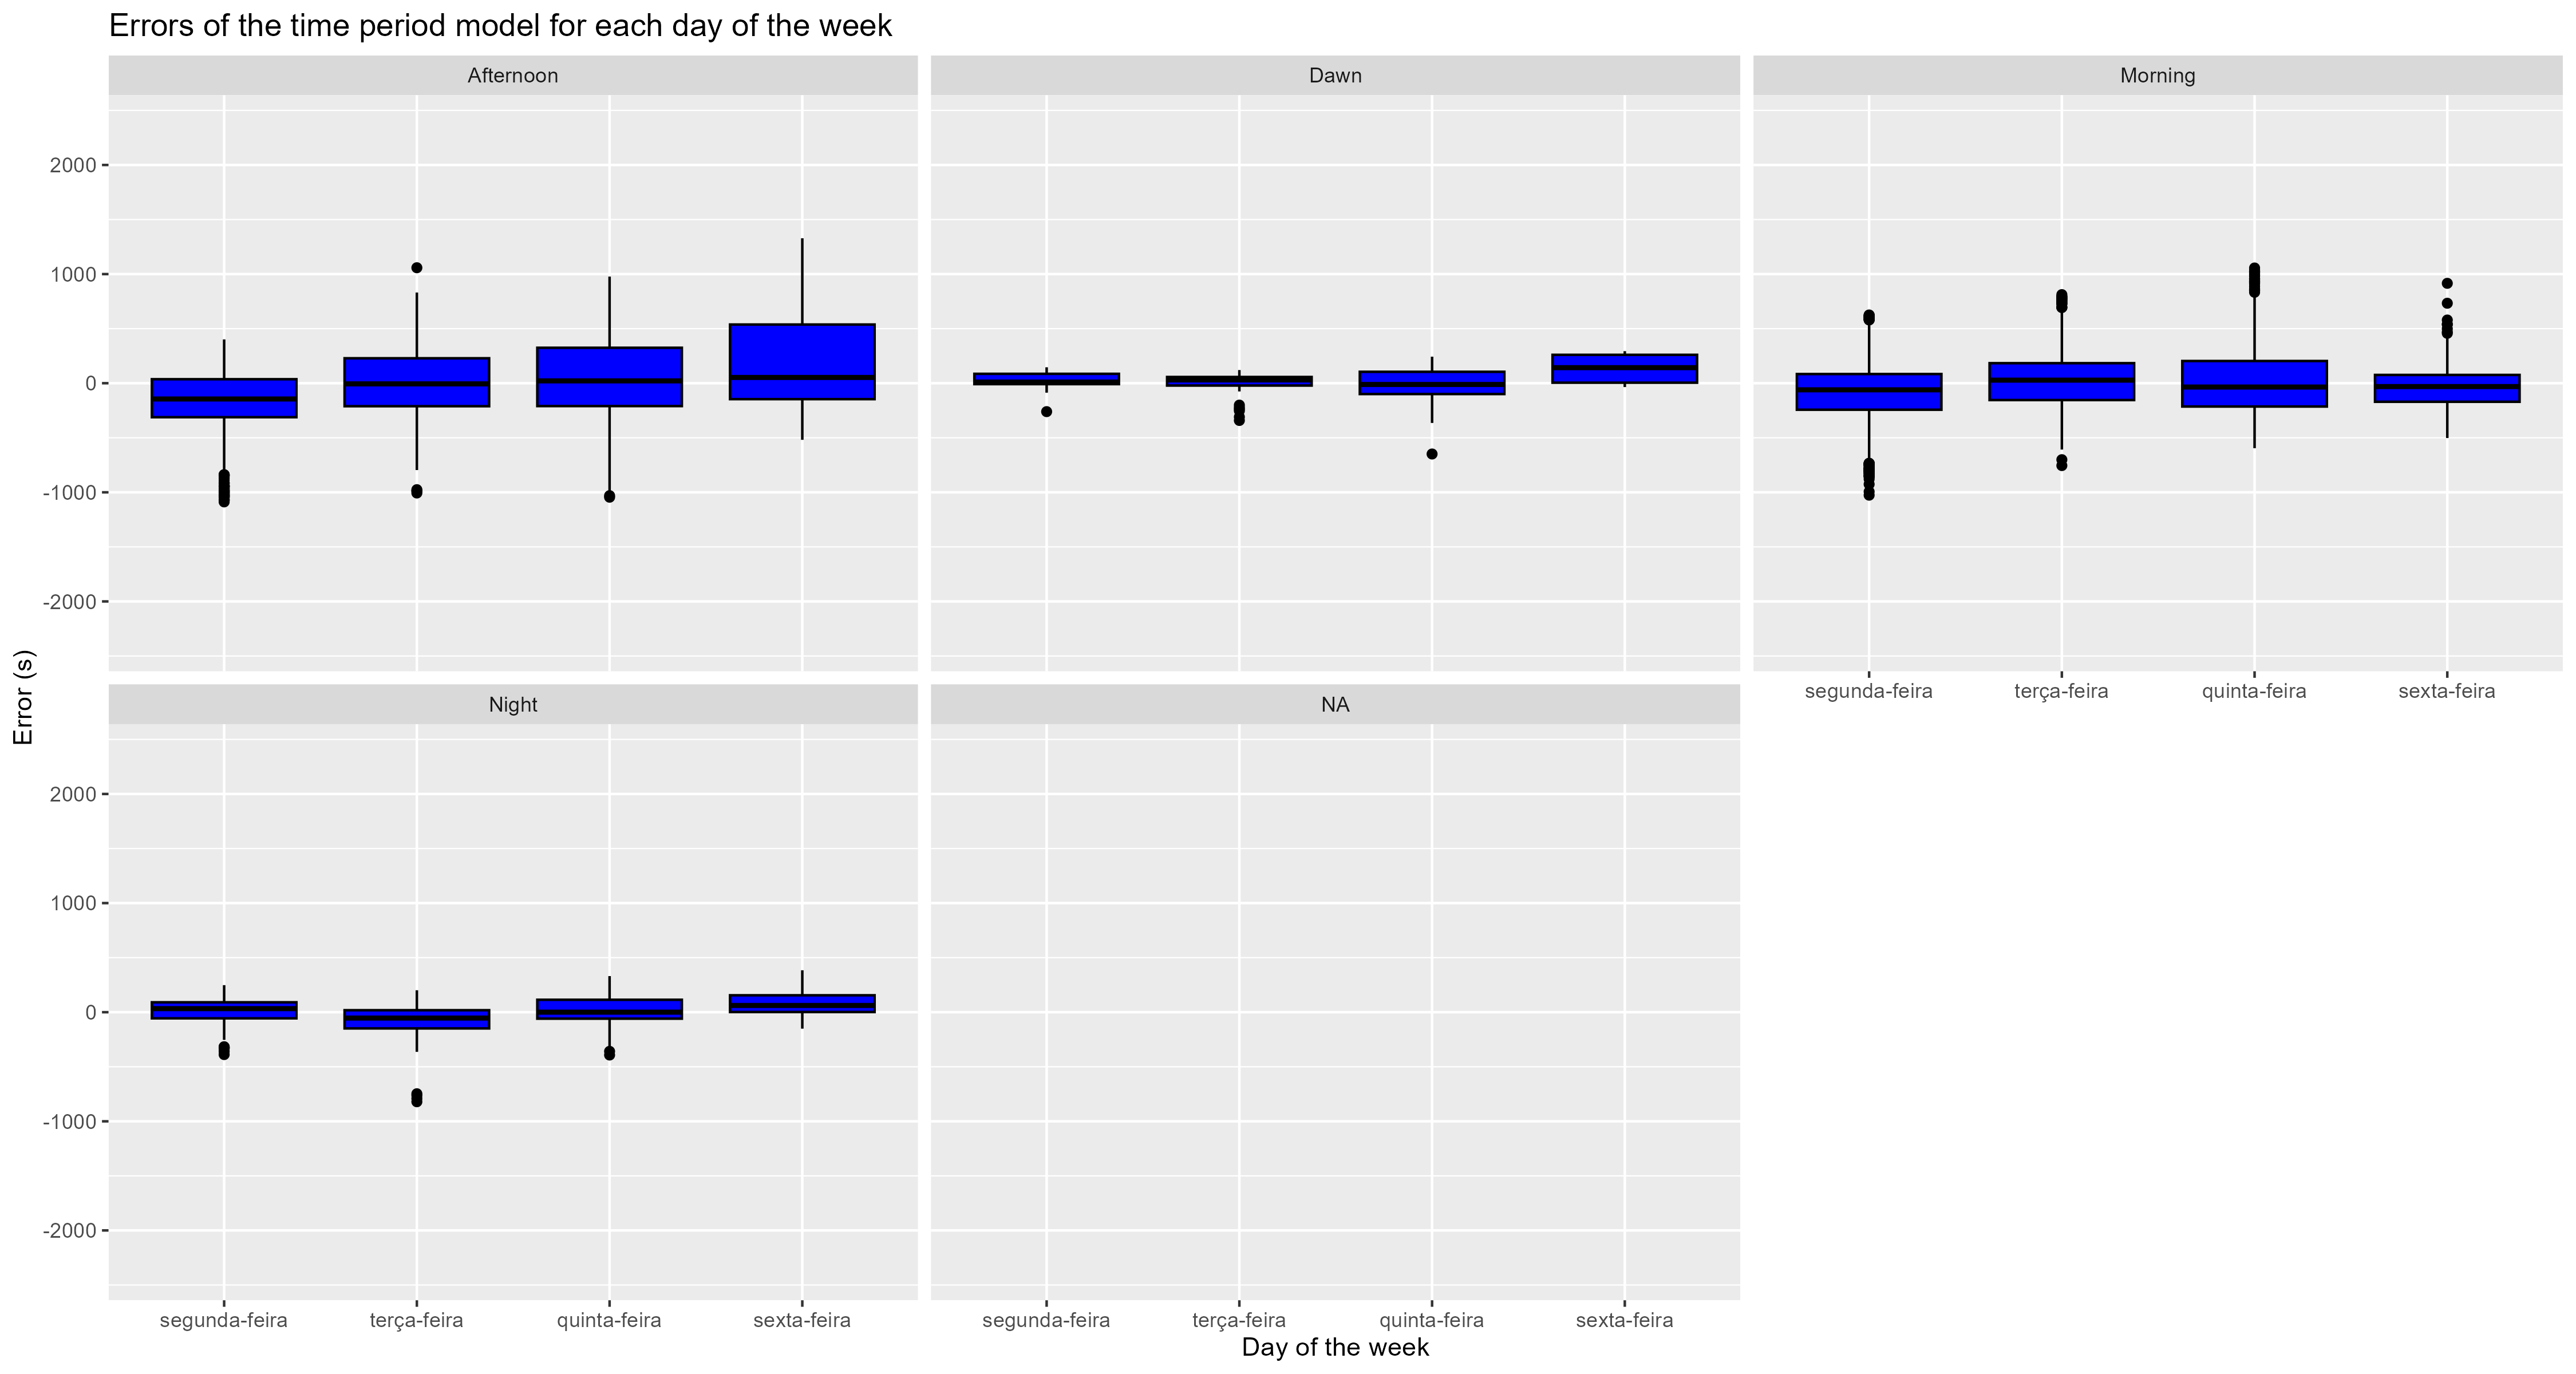 Errors of the time period model for each day of the week
Afternoon
Dawn
Morning
2000
1000
0
-1000
-2000
segunda-feira
terça-feira
quinta-feira
sexta-feira
Error (s)
Night
NA
2000
1000
0
-1000
-2000
segunda-feira
terça-feira
quinta-feira
sexta-feira
segunda-feira
terça-feira
quinta-feira
sexta-feira
Day of the week